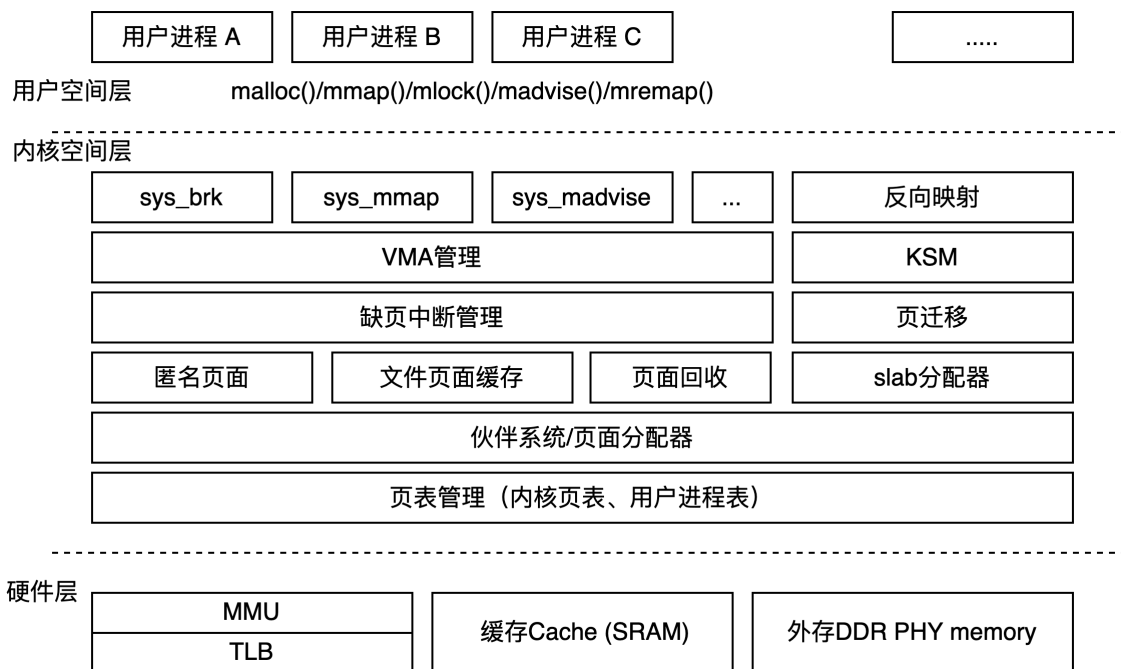 用户进程 A 用户进程 B 用户进程 C .....
用户空间层 malloc()/mmap()/mlock()/madvise()/mremap()
内核空间层
sys_brk sys_mmap sys_madvise ... 反向映射
VMA管理 KSM
缺页中断管理 页迁移
匿名页面 文件页面缓存 页面回收 slab分配器
伙伴系统/页面分配器
页表管理（内核页表、用户进程表）
硬件层
MMU
缓存Cache (SRAM) 外存DDR PHY memory
TLB